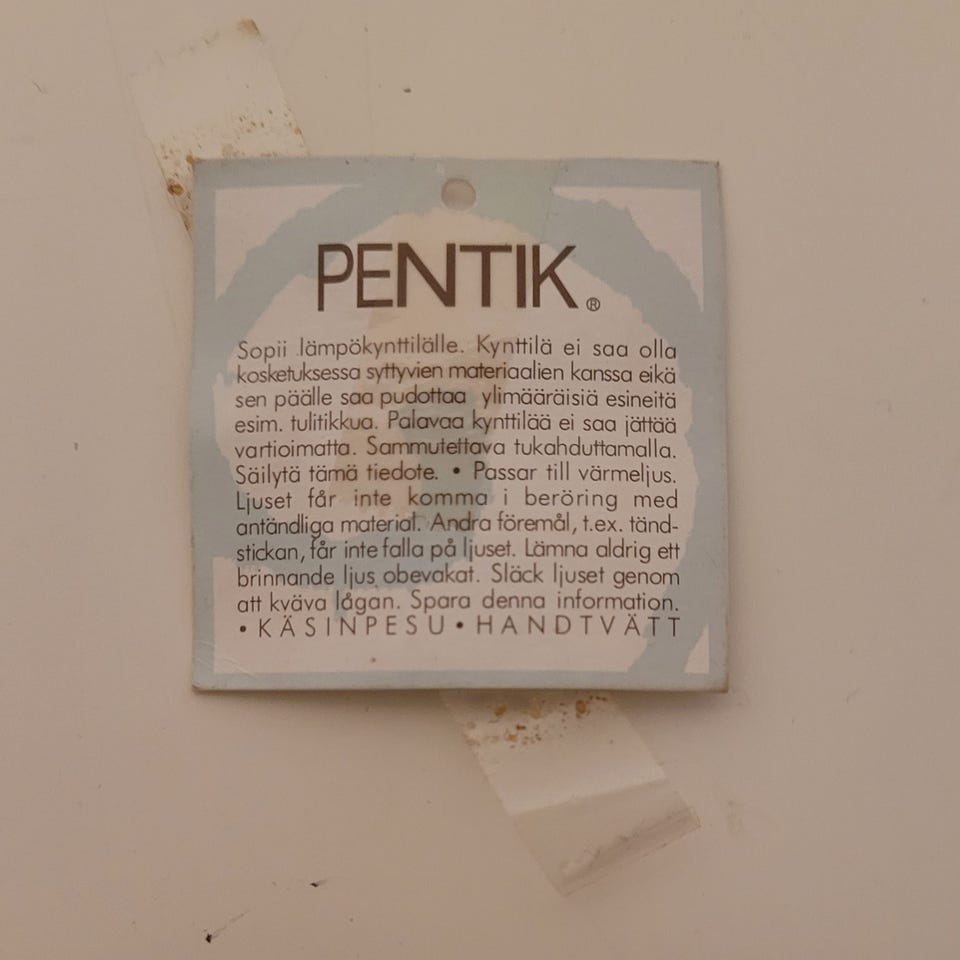 PENTIK®
Sopii lämpökynttilälle. Kynttilä ei saa olla
kosketuksessa syttyvien materiaalien kanssa eikä
sen päälle saa pudottaa ylimääräisiä esineitä
esim. tulitikkua. Palavaa kynttilää ei saa jättää
vartioimatta. Sammutettava tukahduttamalla.
Säilytä tämä tiedote. • Passar till värmeljus.
Ljuset får inte komma i beröring med
antändliga material. Andra föremål, t.ex. tänd-
stickan, får inte falla på ljuset. Lämna aldrig ett
brinnande ljus obevakat. Släck ljuset genom
att kväva lågan. Spara denna information.
• KÄSINPESU • HANDTVÄTT